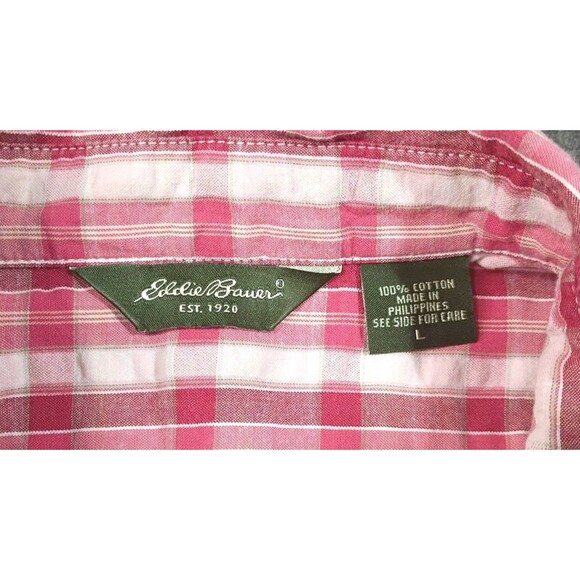 Eddie Bauer®
EST. 1920
100% COTTON
MADE IN
PHILIPPINES
SEE SIDE FOR CARE
L